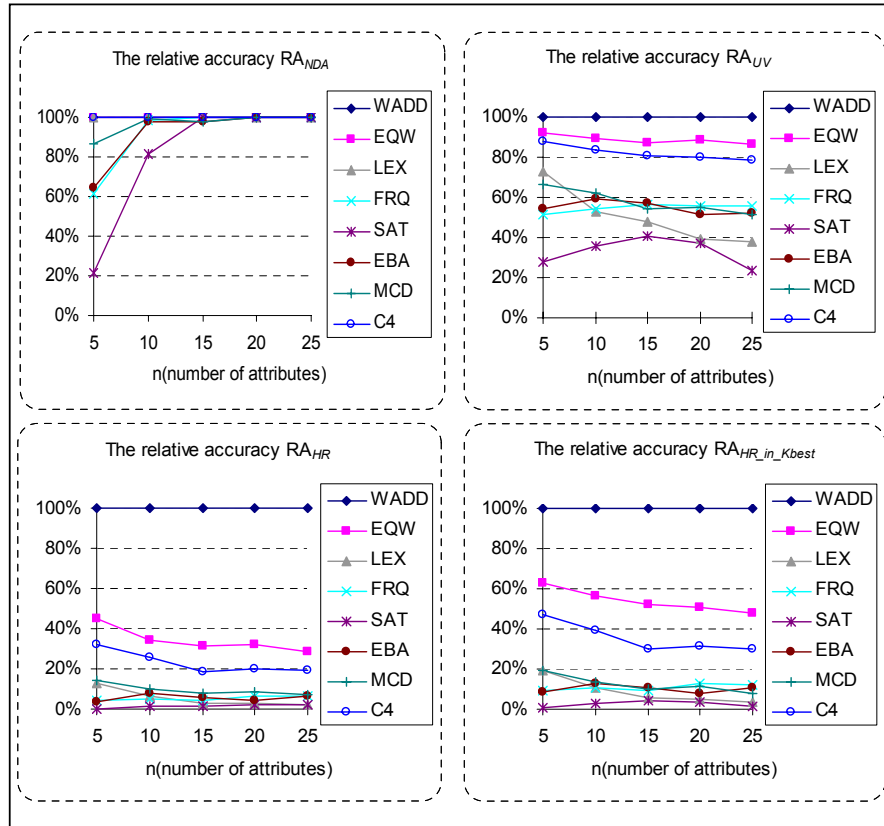 The relative accuracy RA_NDA
100%
80%
60%
40%
20%
0%
5 10 15 20 25
n(number of attributes)
WADD
EQW
LEX
FRQ
SAT
EBA
MCD
C4
The relative accuracy RA_UV
100%
80%
60%
40%
20%
0%
5 10 15 20 25
n(number of attributes)
WADD
EQW
LEX
FRQ
SAT
EBA
MCD
C4
The relative accuracy RA_HR
100%
80%
60%
40%
20%
0%
5 10 15 20 25
n(number of attributes)
WADD
EQW
LEX
FRQ
SAT
EBA
MCD
C4
The relative accuracy RA_HR_in_Kbest
100%
80%
60%
40%
20%
0%
5 10 15 20 25
n(number of attributes)
WADD
EQW
LEX
FRQ
SAT
EBA
MCD
C4